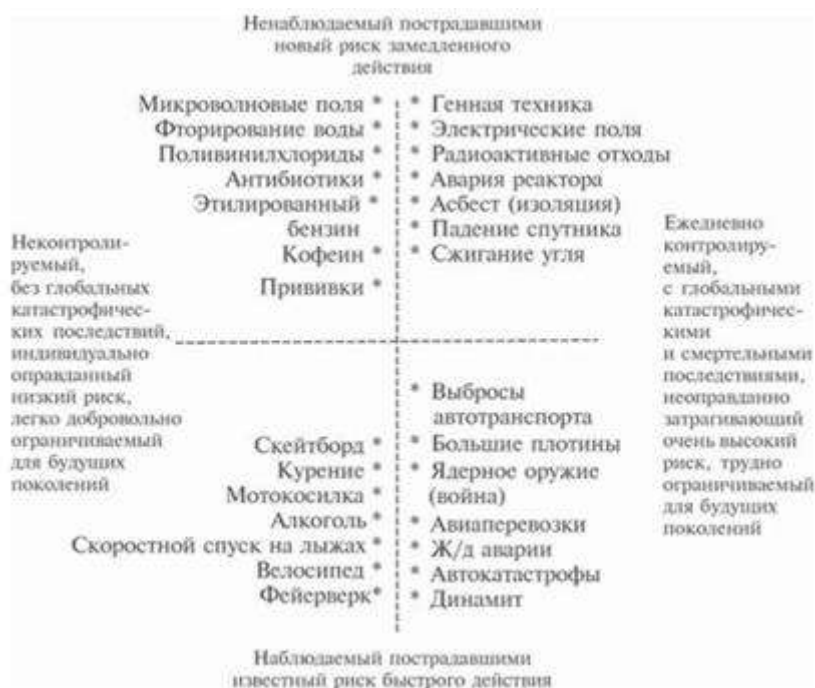 Ненаблюдаемый пострадавшими
новый риск замедленного
действия
Микроволновые поля *
Фторирование воды *
Поливинилхлориды *
Антибиотики *
Этилированный *
бензин
Кофеин *
Прививки *
* Генная техника
* Электрические поля
* Радиоактивные отходы
* Авария реактора
* Асбест (изоляция)
* Падение спутника
* Сжигание угля
Неконтроли-
руемый,
без глобальных
катастрофичес-
ких последствий,
индивидуально
оправданный
низкий риск,
легко добровольно
ограничиваемый
для будущих
поколений
Ежедневно
контролиру-
емый,
с глобальными
катастрофичес-
кими
и смертельными
последствиями,
неоправданно
затрагивающий
очень высокий
риск, трудно
ограничиваемый
для будущих
поколений
Скейтборд *
Курение *
Мотокосилка *
Алкоголь *
Скоростной спуск на лыжах *
Велосипед *
Фейерверк*
* Выбросы
автотранспорта
* Большие плотины
* Ядерное оружие
(война)
* Авиаперевозки
* Ж/д аварии
* Автокатастрофы
* Динамит
Наблюдаемый пострадавшими
известный риск быстрого действия